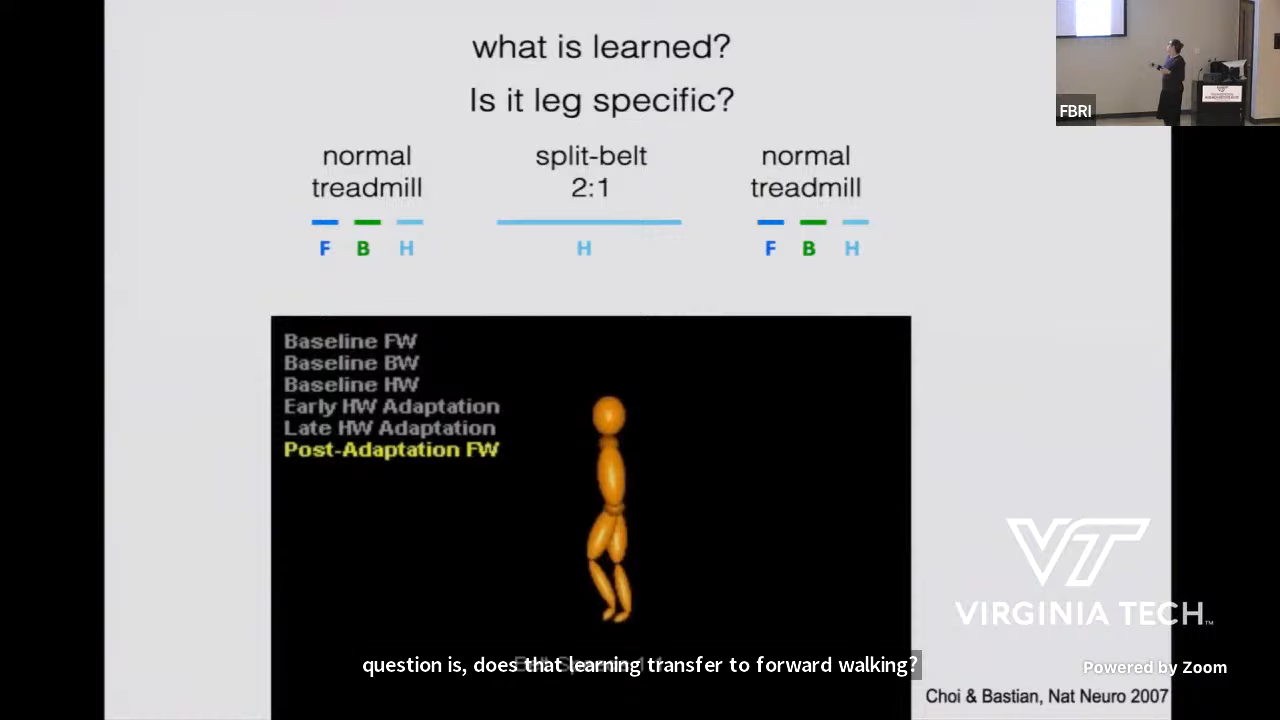 what is learned?
Is it leg specific?
normal treadmill
split-belt 2:1
normal treadmill
F B H
H
F B H
FBRI
Baseline FW
Baseline BW
Baseline HW
Early HW Adaptation
Late HW Adaptation
Post-Adaptation FW
question is, does that learning transfer to forward walking?
VT
VIRGINIA TECH™
Powered by Zoom
Choi & Bastian, Nat Neuro 2007